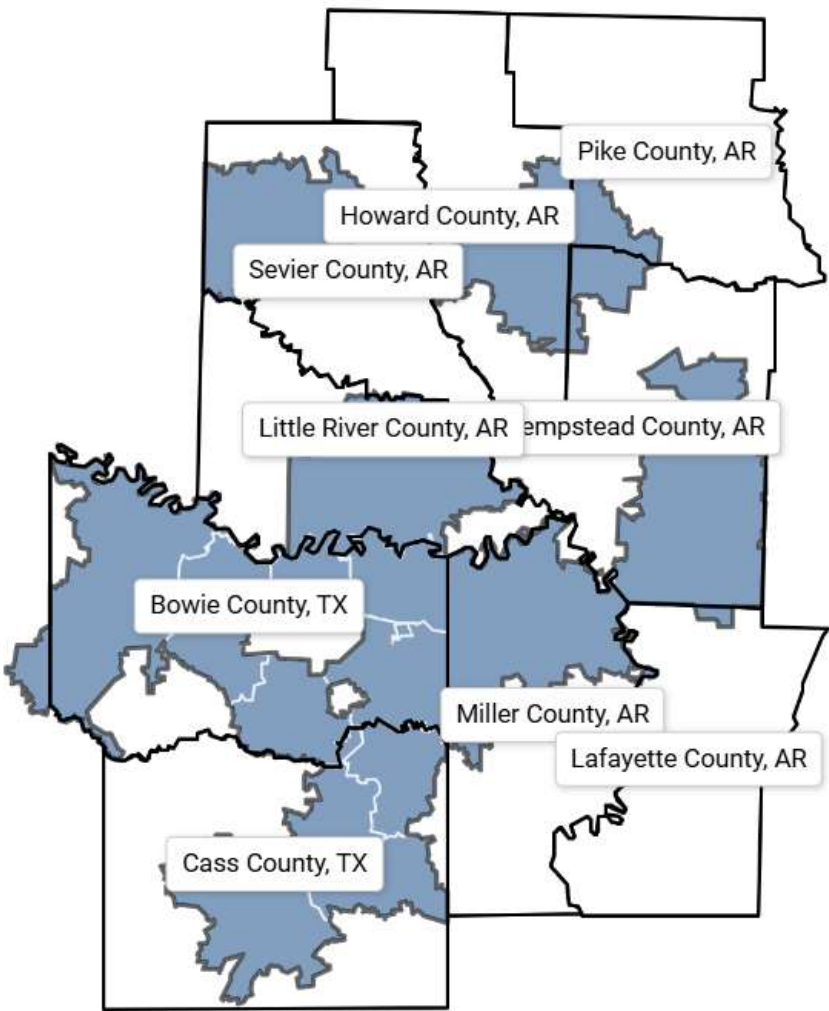 Pike County, AR
Howard County, AR
Sevier County, AR
Little River County, AR
empstead County, AR
Bowie County, TX
Miller County, AR
Lafayette County, AR
Cass County, TX